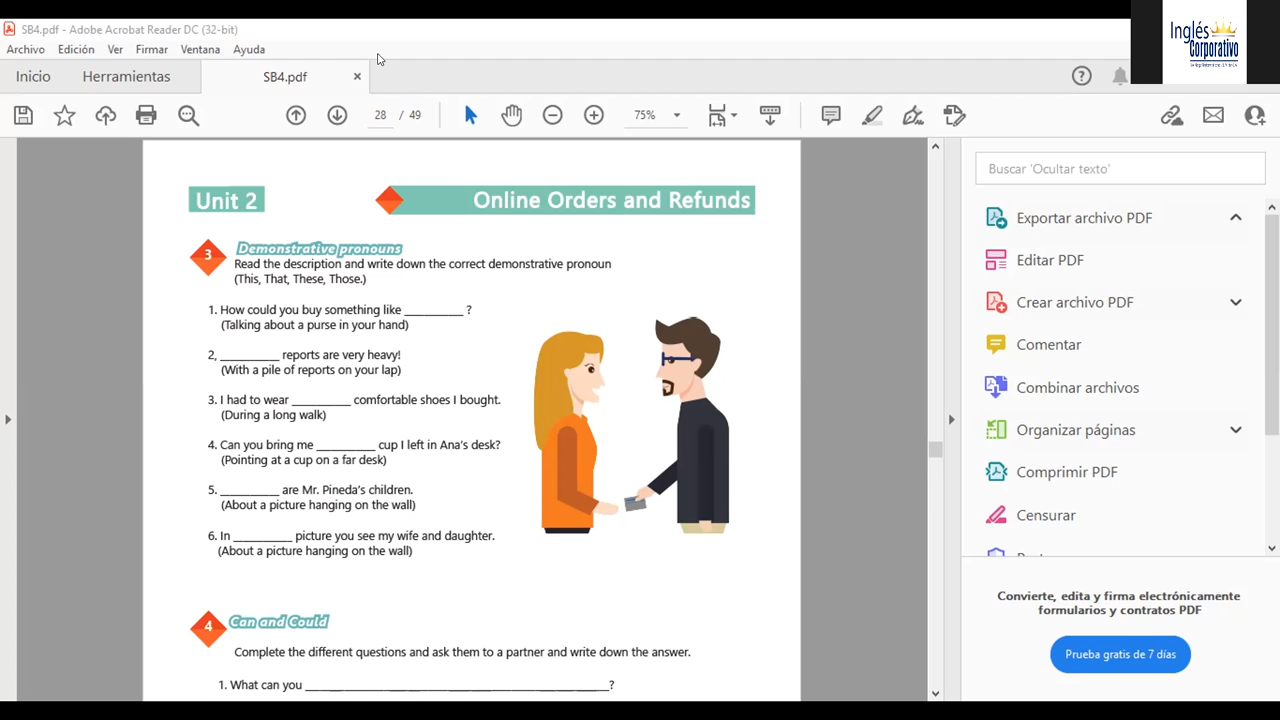 SB4.pdf - Adobe Acrobat Reader DC (32-bit)
Archivo Edición Ver Firmar Ventana Ayuda
Inicio Herramientas SB4.pdf ×
28 / 49 75%
Inglés
Corporativo
Buscar 'Ocultar texto'
Exportar archivo PDF
Editar PDF
Crear archivo PDF
Comentar
Combinar archivos
Organizar páginas
Comprimir PDF
Censurar
Convierte, edita y firma electrónicamente
formularios y contratos PDF
Prueba gratis de 7 días
Unit 2
Online Orders and Refunds
3 Demonstrative pronouns
Read the description and write down the correct demonstrative pronoun
(This, That, These, Those.)
1. How could you buy something like __________ ?
(Talking about a purse in your hand)
2, __________ reports are very heavy!
(With a pile of reports on your lap)
3. I had to wear __________ comfortable shoes I bought.
(During a long walk)
4. Can you bring me __________ cup I left in Ana's desk?
(Pointing at a cup on a far desk)
5. __________ are Mr. Pineda's children.
(About a picture hanging on the wall)
6. In __________ picture you see my wife and daughter.
(About a picture hanging on the wall)
4 Can and Could
Complete the different questions and ask them to a partner and write down the answer.
1. What can you ______________________________?